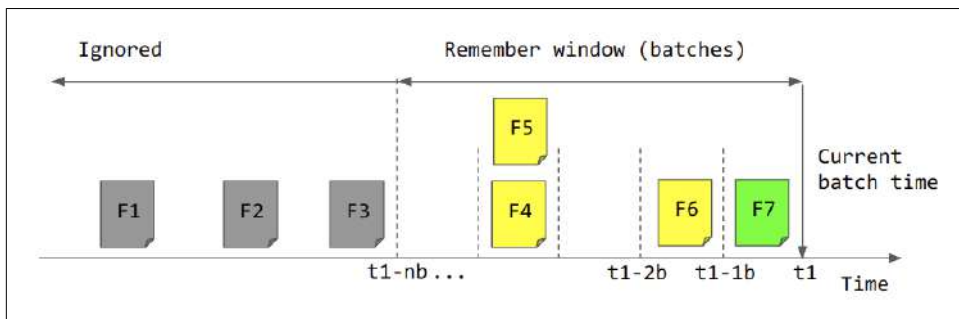 Ignored
Remember window (batches)
F5
F1
F2
F3
F4
F6
F7
Current
batch time
t1-nb...
t1-2b
t1-1b
t1
Time